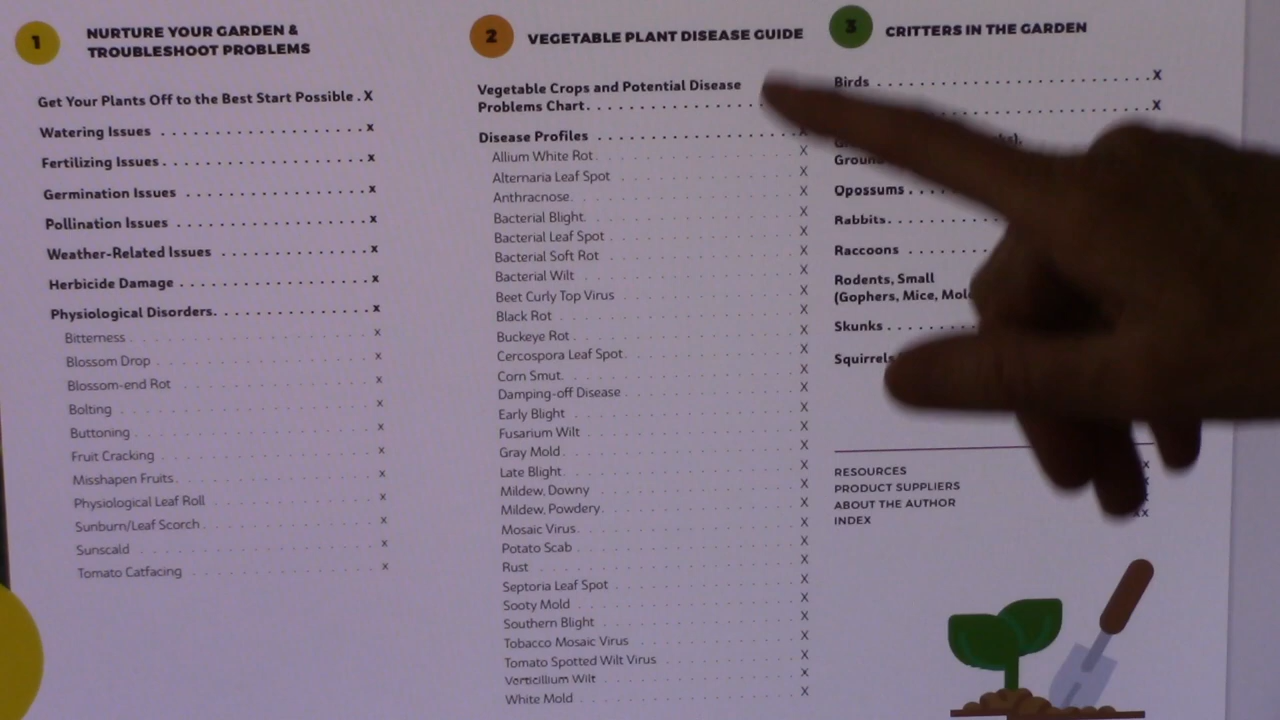 1
NURTURE YOUR GARDEN &
TROUBLESHOOT PROBLEMS
Get Your Plants Off to the Best Start Possible . X
Watering Issues . . . . . . . . . . . . . . . . . . . . x
Fertilizing Issues . . . . . . . . . . . . . . . . . . . x
Germination Issues . . . . . . . . . . . . . . . . . x
Pollination Issues . . . . . . . . . . . . . . . . . . x
Weather-Related Issues . . . . . . . . . . . . . x
Herbicide Damage . . . . . . . . . . . . . . . . . x
Physiological Disorders. . . . . . . . . . . . . . x
Bitterness . . . . . . . . . . . . . . . . . x
Blossom Drop . . . . . . . . . . . . . . x
Blossom-end Rot . . . . . . . . . . . . x
Bolting . . . . . . . . . . . . . . . . . . x
Buttoning . . . . . . . . . . . . . . . . x
Fruit Cracking . . . . . . . . . . . . . . x
Misshapen Fruits . . . . . . . . . . . . x
Physiological Leaf Roll . . . . . . . . . x
Sunburn/Leaf Scorch . . . . . . . . . . x
Sunscald . . . . . . . . . . . . . . . . . x
Tomato Catfacing . . . . . . . . . . . . x
2
VEGETABLE PLANT DISEASE GUIDE
Vegetable Crops and Potential Disease
Problems Chart. . . . . . . . . . . . . . .
Disease Profiles . . . . . . . . . . . . . . . . . x
Allium White Rot . . . . . . . . . . . . . . X
Alternaria Leaf Spot . . . . . . . . . . . . X
Anthracnose. . . . . . . . . . . . . . . . . X
Bacterial Blight. . . . . . . . . . . . . . . X
Bacterial Leaf Spot . . . . . . . . . . . . X
Bacterial Soft Rot . . . . . . . . . . . . . X
Bacterial Wilt . . . . . . . . . . . . . . . X
Beet Curly Top Virus . . . . . . . . . . . X
Black Rot . . . . . . . . . . . . . . . . . X
Buckeye Rot . . . . . . . . . . . . . . . . X
Cercospora Leaf Spot. . . . . . . . . . . X
Corn Smut. . . . . . . . . . . . . . . . . X
Damping-off Disease . . . . . . . . . . . X
Early Blight . . . . . . . . . . . . . . . . X
Fusarium Wilt . . . . . . . . . . . . . . . X
Gray Mold . . . . . . . . . . . . . . . . . X
Late Blight. . . . . . . . . . . . . . . . . X
Mildew, Downy . . . . . . . . . . . . . . X
Mildew, Powdery. . . . . . . . . . . . . . X
Mosaic Virus. . . . . . . . . . . . . . . . X
Potato Scab . . . . . . . . . . . . . . . . X
Rust . . . . . . . . . . . . . . . . . . . . X
Septoria Leaf Spot . . . . . . . . . . . . X
Sooty Mold . . . . . . . . . . . . . . . . X
Southern Blight . . . . . . . . . . . . . . X
Tobacco Mosaic Virus . . . . . . . . . . X
Tomato Spotted Wilt Virus . . . . . . . . X
Verticillium Wilt . . . . . . . . . . . . . . X
White Mold . . . . . . . . . . . . . . . . X
3
CRITTERS IN THE GARDEN
Birds . . . . . . . . . . . . . . . . . . . . . . . . . X
. . . . . . . . . . . . . . . . . . . . X
Opossums . . . .
Rabbits. . . . . . . . .
Raccoons . . . . . . .
Rodents, Small
(Gophers, Mice,
Skunks . . . . . . . .
Squirrels
RESOURCES
PRODUCT SUPPLIERS
ABOUT THE AUTHOR
INDEX